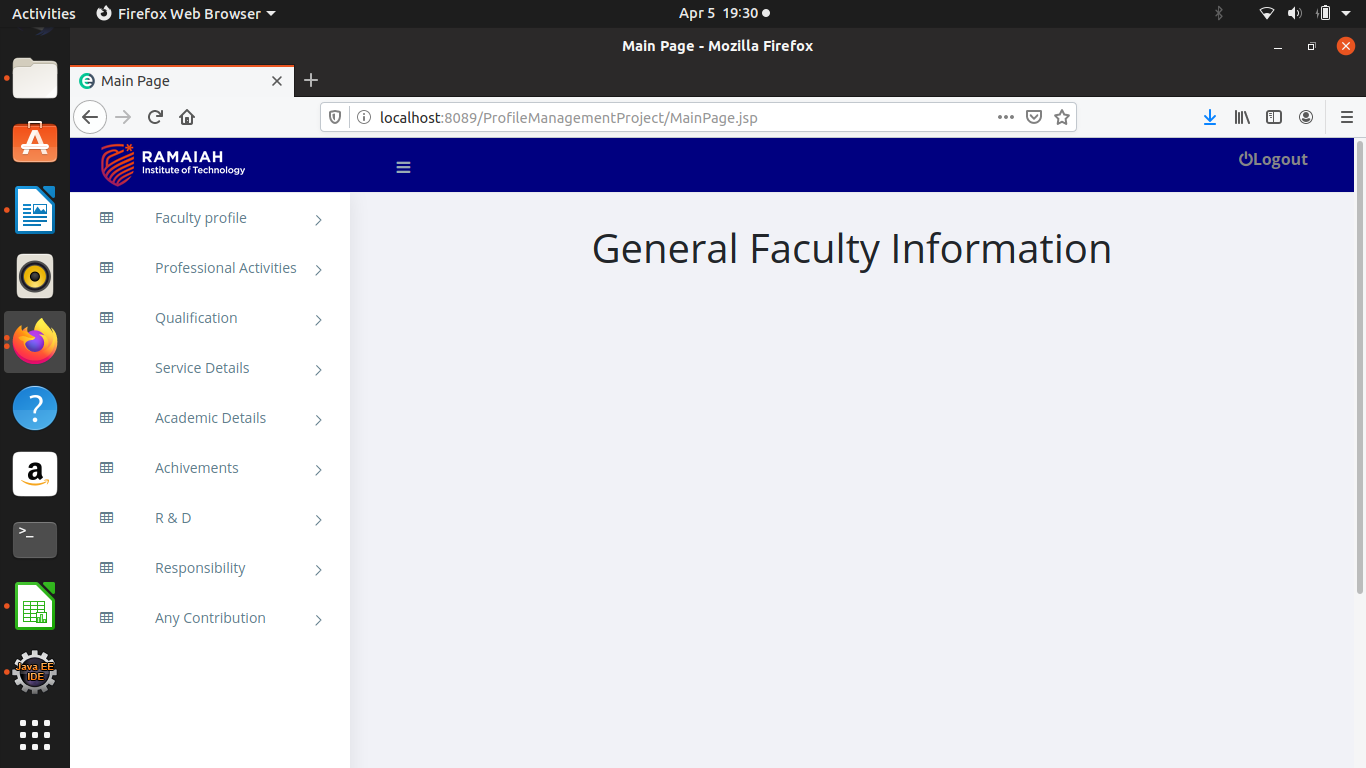 Activities Firefox Web Browser Apr 5 19:30
Main Page - Mozilla Firefox
Main Page
localhost:8089/ProfileManagementProject/MainPage.jsp
RAMAIAH
Institute of Technology
Logout
Faculty profile
General Faculty Information
Professional Activities
Qualification
Service Details
Academic Details
Achivements
R & D
Responsibility
Any Contribution
?
a
>_
Java EE
IDE